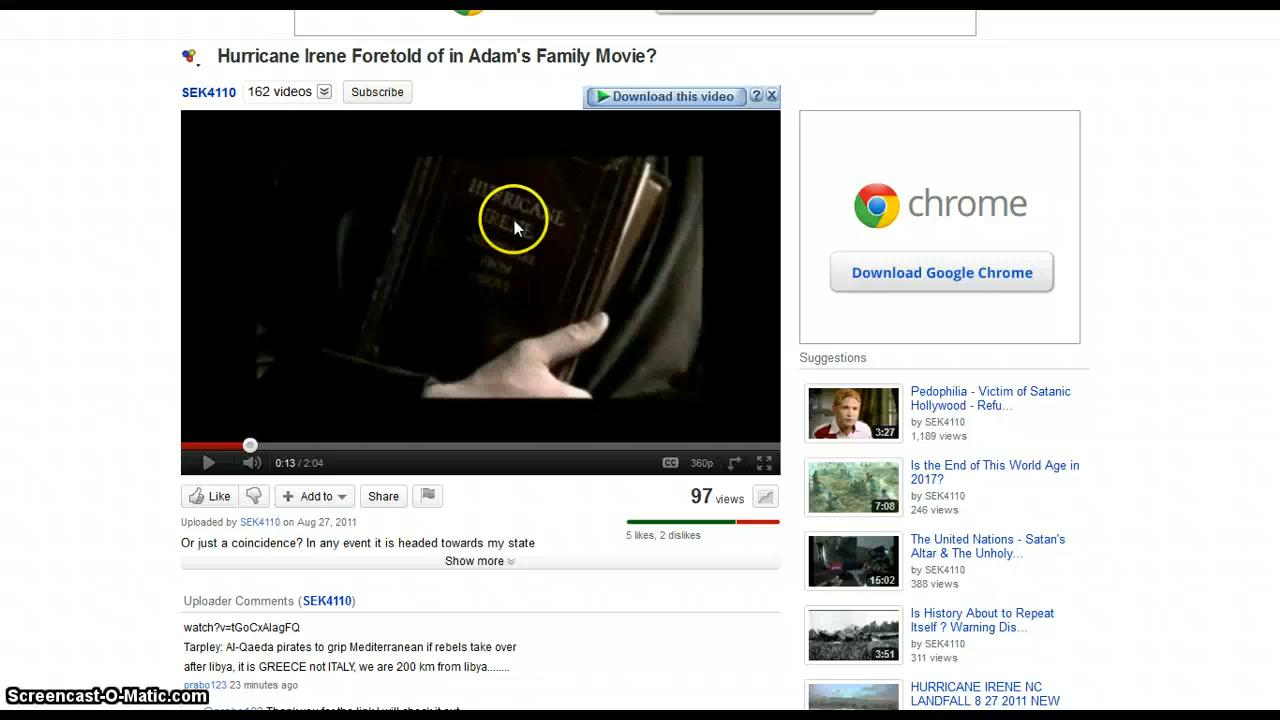 Hurricane Irene Foretold of in Adam's Family Movie?
SEK4110
162 videos
Subscribe
Download this video
?
X
HURRICANE
IRENE
FROM
0:13 / 2:04
CC
360p
Like
+ Add to
Share
97 views
Uploaded by SEK4110 on Aug 27, 2011
5 likes, 2 dislikes
Or just a coincidence? In any event it is headed towards my state
Show more
Uploader Comments (SEK4110)
watch?v=tGoCxAlagFQ
Tarpley: Al-Qaeda pirates to grip Mediterranean if rebels take over
after libya, it is GREECE not ITALY, we are 200 km from libya........
prabo123 23 minutes ago
chrome
Download Google Chrome
Suggestions
3:27
Pedophilia - Victim of Satanic
Hollywood - Refu...
by SEK4110
1,189 views
7:08
Is the End of This World Age in
2017?
by SEK4110
246 views
15:02
The United Nations - Satan's
Altar & The Unholy...
by SEK4110
388 views
3:51
Is History About to Repeat
Itself ? Warning Dis...
by SEK4110
311 views
HURRICANE IRENE NC
LANDFALL 8 27 2011 NEW
Screencast-O-Matic.com